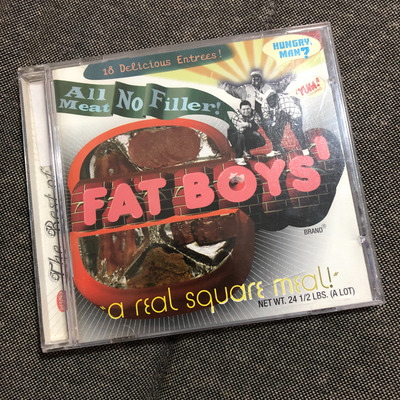 18 Delicious Entrees!
HUNGRY,
MAN?
All
Meat
No Filler!
YUM!
FAT BOYS'
BRAND®
"a real square meal!"
NET WT. 24 1/2 LBS. (A LOT)
The Best of